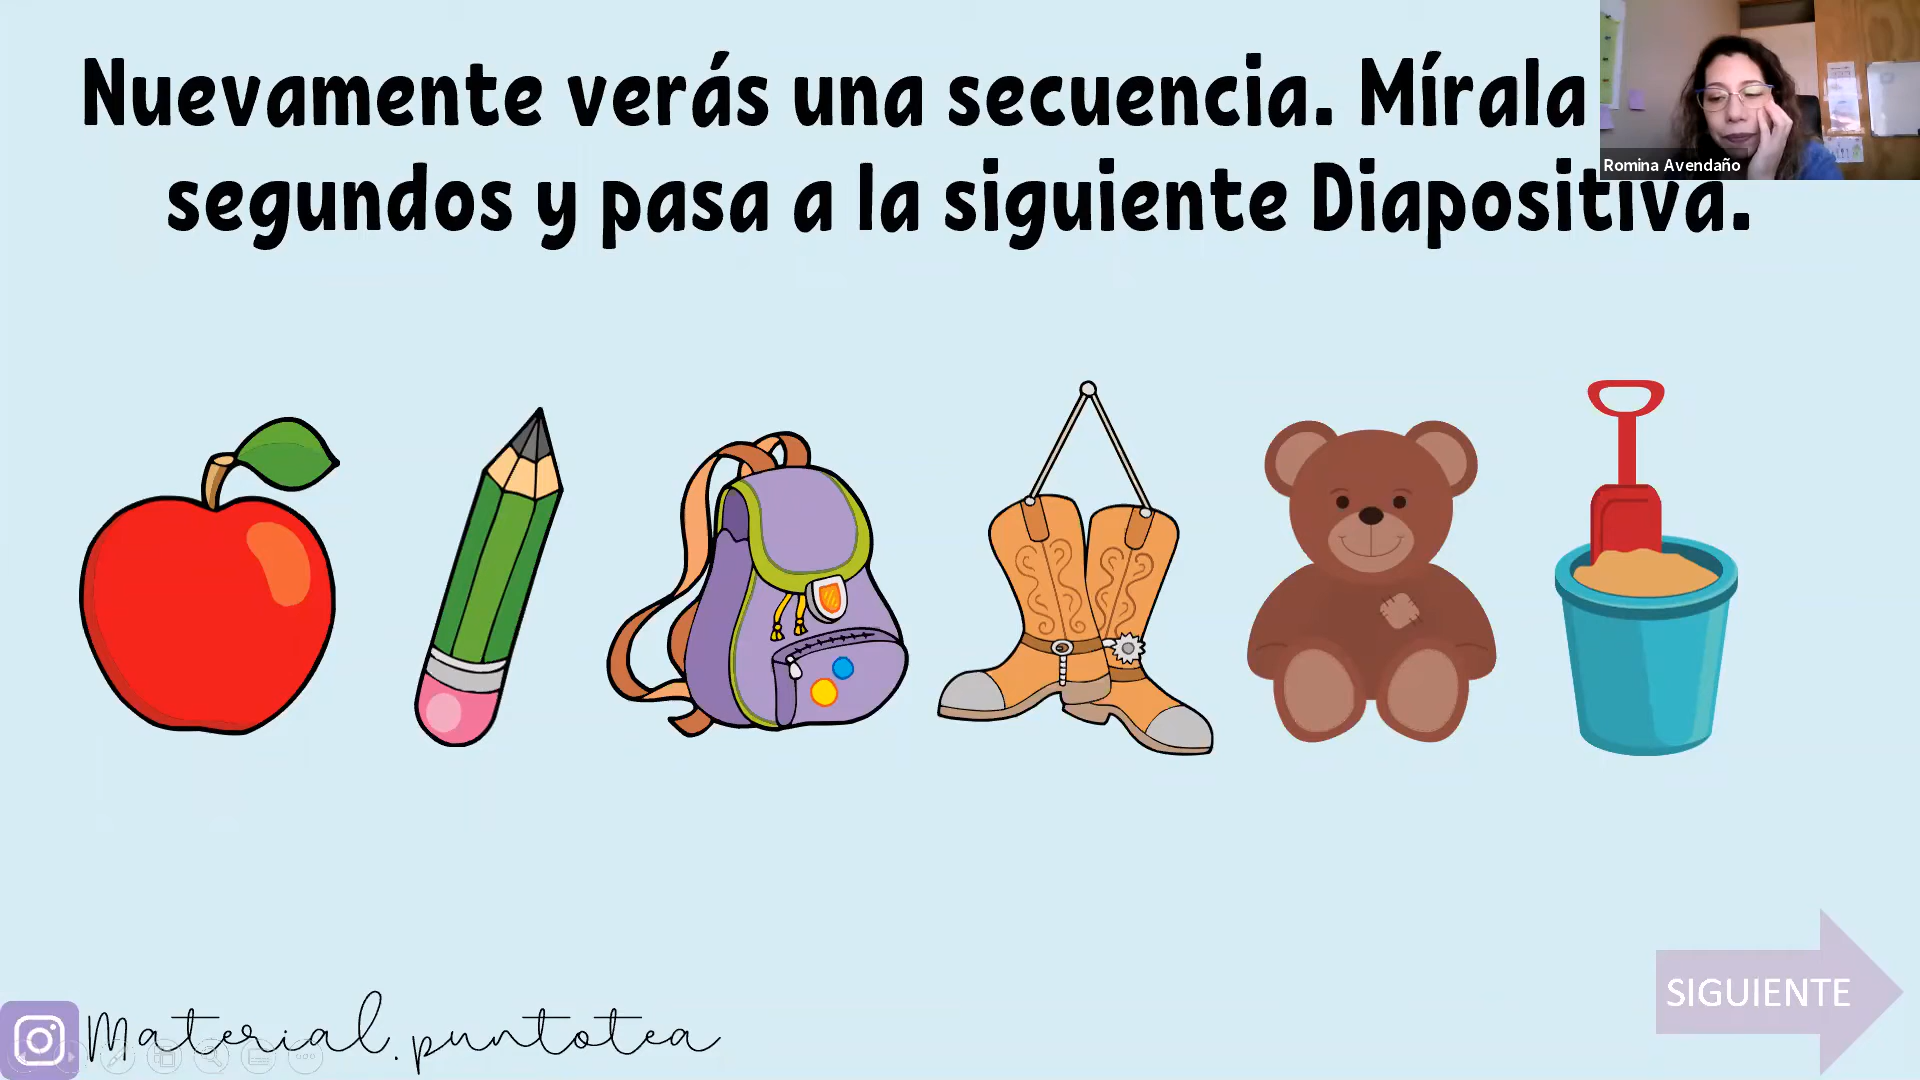 Nuevamente verás una secuencia. Mírala
segundos y pasa a la siguiente Diapositiva.
Romina Avendaño
SIGUIENTE
Material.puntotea